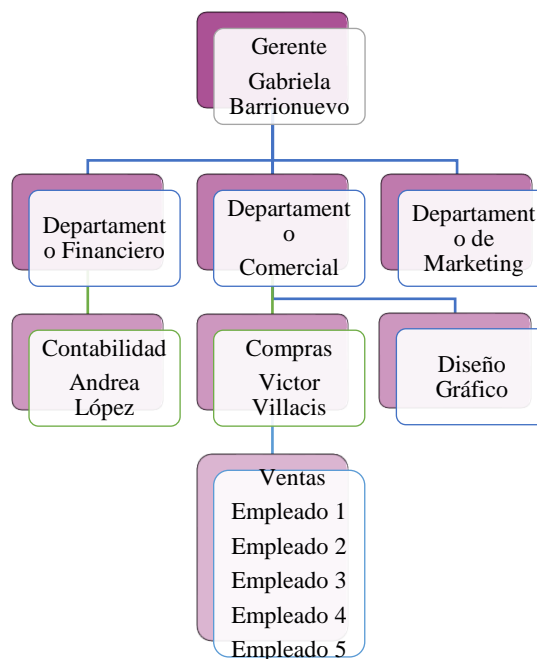 Gerente
Gabriela
Barrionuevo
Departament
o Financiero
Departament
o
Comercial
Departament
o de
Marketing
Contabilidad
Andrea
López
Compras
Victor
Villacis
Diseño
Gráfico
Ventas
Empleado 1
Empleado 2
Empleado 3
Empleado 4
Empleado 5